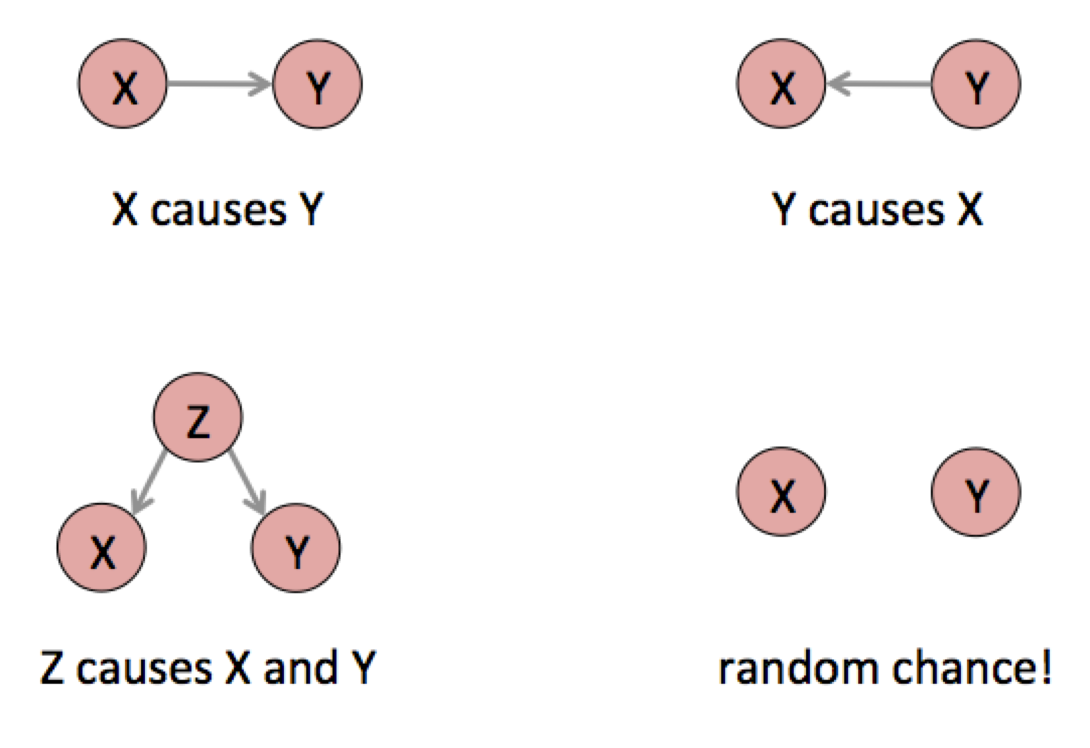 X Y
X causes Y
X Y
Y causes X
Z
X Y
Z causes X and Y
X Y
random chance!